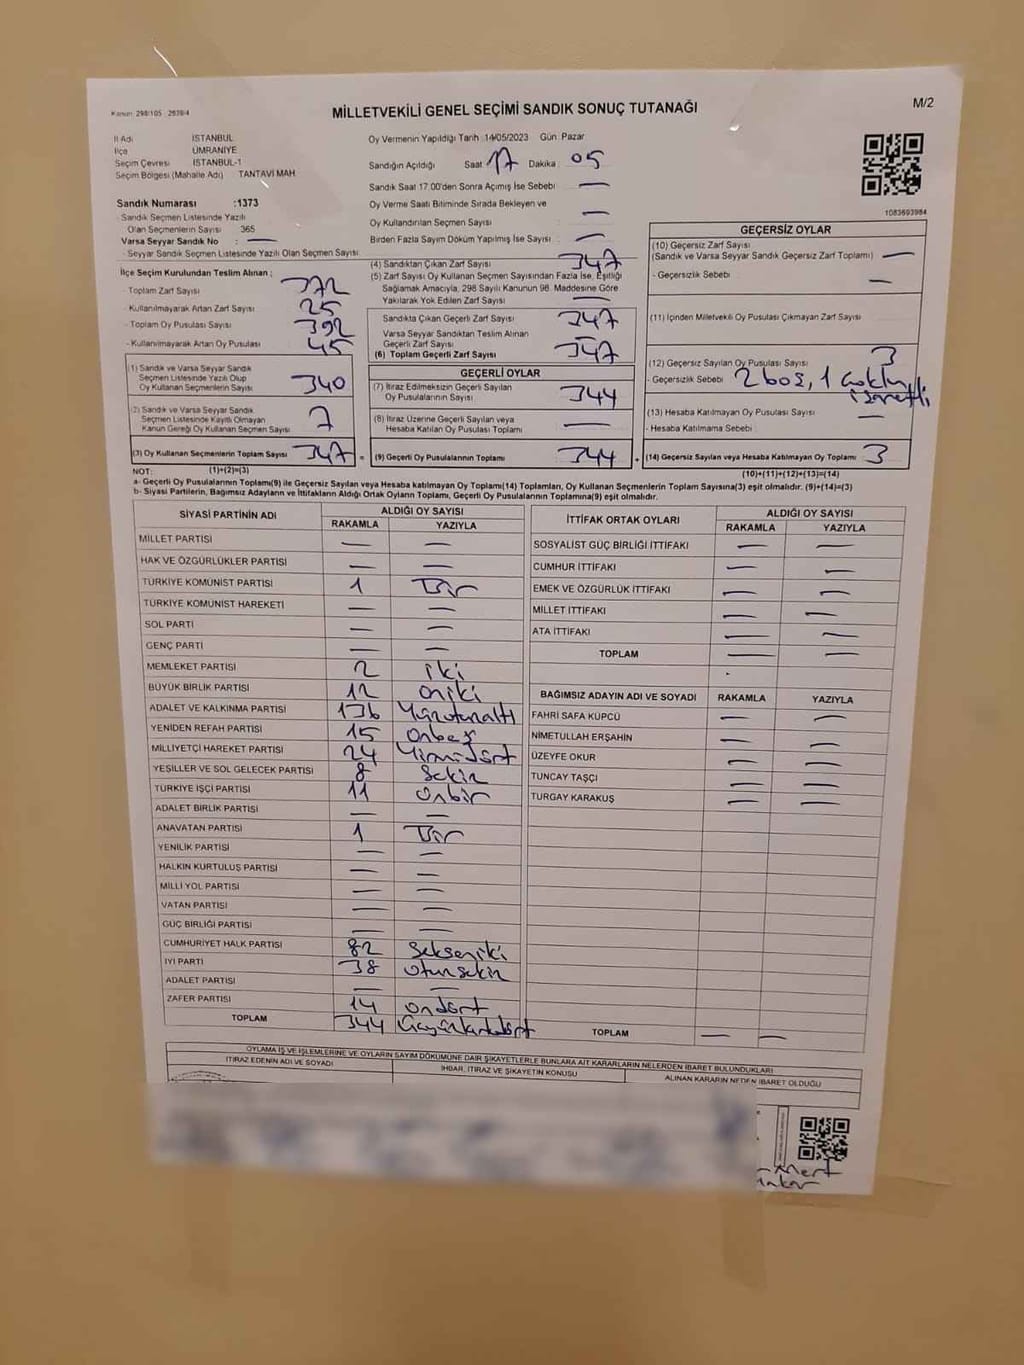 Kanun: 298/105 2839/4
MİLLETVEKİLİ GENEL SEÇİMİ SANDIK SONUÇ TUTANAĞI
M/2
İl Adı İSTANBUL
İlçe ÜMRANİYE
Seçim Çevresi İSTANBUL-1
Seçim Bölgesi (Mahalle Adı) TANTAVİ MAH
Oy Vermenin Yapıldığı Tarih 14/05/2023 Gün Pazar
Sandığın Açıldığı Saat 17 Dakika 05
Sandık Saat 17.00'den Sonra Açımış İse Sebebi —
Oy Verme Saati Bitiminde Sırada Bekleyen ve
Oy Kullandırılan Seçmen Sayısı —
Birden Fazla Sayım Döküm Yapılmış İse Sayısı —
1083693984
Sandık Numarası :1373
- Sandık Seçmen Listesinde Yazılı
Olan Seçmenlerin Sayısı 365
Varsa Seyyar Sandık No : —
- Seyyar Sandık Seçmen Listesinde Yazılı Olan Seçmen Sayısı
İlçe Seçim Kurulundan Teslim Alınan ;
- Toplam Zarf Sayısı 372
- Kullanılmayarak Artan Zarf Sayısı 25
- Toplam Oy Pusulası Sayısı 392
- Kullanılmayarak Artan Oy Pusulası 45
(1) Sandık ve Varsa Seyyar Sandık
Seçmen Listesinde Yazılı Olup
Oy Kullanan Seçmenlerin Sayısı 340
(2) Sandık ve Varsa Seyyar Sandık
Seçmen Listesinde Kayıtlı Olmayan
Kanun Gereği Oy Kullanan Seçmen Sayısı 7
(3) Oy Kullanan Seçmenlerin Toplam Sayısı 347
(1)+(2)=(3)
(4) Sandıktan Çıkan Zarf Sayısı 347
(5) Zarf Sayısı Oy Kullanan Seçmen Sayısından Fazla İse, Eşitliği
Sağlamak Amacıyla, 298 Sayılı Kanunun 98. Maddesine Göre
Yakılarak Yok Edilen Zarf Sayısı —
Sandıkta Çıkan Geçerli Zarf Sayısı 347
Varsa Seyyar Sandıktan Teslim Alınan
Geçerli Zarf Sayısı
(6) Toplam Geçerli Zarf Sayısı 347
GEÇERLİ OYLAR
(7) İtiraz Edilmeksizin Geçerli Sayılan
Oy Pusulalarının Sayısı 344
(8) İtiraz Üzerine Geçerli Sayılan veya
Hesaba Katılan Oy Pusulası Toplamı —
(9) Geçerli Oy Pusulalarının Toplamı 344
GEÇERSİZ OYLAR
(10) Geçersiz Zarf Sayısı
(Sandık ve Varsa Seyyar Sandık Geçersiz Zarf Toplamı) —
- Geçersizlik Sebebi —
(11) İçinden Milletvekili Oy Pusulası Çıkmayan Zarf Sayısı
(12) Geçersiz Sayılan Oy Pusulası Sayısı 3
- Geçersizlik Sebebi 2 boş, 1 çoklu
işaretli
(13) Hesaba Katılmayan Oy Pusulası Sayısı —
- Hesaba Katılmama Sebebi
(14) Geçersiz Sayılan veya Hesaba Katılmayan Oy Toplamı 3
(10)+(11)+(12)+(13)=(14)
NOT:
a- Geçerli Oy Pusulalarının Toplamı(9) ile Geçersiz Sayılan veya Hesaba Katılmayan Oy Toplamı(14) Toplamları, Oy Kullanan Seçmenlerin Toplam Sayısına(3) eşit olmalıdır. (9)+(14)=(3)
b- Siyasi Partilerin, Bağımsız Adayların ve İttifakların Aldığı Ortak Oyların Toplamı, Geçerli Oy Pusulalarının Toplamına(9) eşit olmalıdır.
SİYASİ PARTİNİN ADI
ALDIĞI OY SAYISI
RAKAMLA YAZIYLA
MİLLET PARTİSİ — —
HAK VE ÖZGÜRLÜKLER PARTİSİ — —
TÜRKİYE KOMÜNİST PARTİSİ 1 Bir
TÜRKİYE KOMÜNİST HAREKETİ — —
SOL PARTİ — —
GENÇ PARTİ — —
MEMLEKET PARTİSİ 2 iki
BÜYÜK BİRLİK PARTİSİ 12 oniki
ADALET VE KALKINMA PARTİSİ 136 Yüzotuzaltı
YENİDEN REFAH PARTİSİ 15 Onbeş
MİLLİYETÇİ HAREKET PARTİSİ 24 Yirmidört
YEŞİLLER VE SOL GELECEK PARTİSİ 8 Sekiz
TÜRKİYE İŞÇİ PARTİSİ 11 Onbir
ADALET BİRLİK PARTİSİ — —
ANAVATAN PARTİSİ 1 Bir
YENİLİK PARTİSİ — —
HALKIN KURTULUŞ PARTİSİ — —
MİLLİ YOL PARTİSİ — —
VATAN PARTİSİ — —
GÜÇ BİRLİĞİ PARTİSİ — —
CUMHURİYET HALK PARTİSİ 82 Sekseniki
İYİ PARTİ 38 Otuzsekiz
ADALET PARTİSİ — —
ZAFER PARTİSİ 14 Ondört
TOPLAM 344 Üçyüzkırkdört
İTTİFAK ORTAK OYLARI
ALDIĞI OY SAYISI
RAKAMLA YAZIYLA
SOSYALİST GÜÇ BİRLİĞİ İTTİFAKI — —
CUMHUR İTTİFAKI — —
EMEK VE ÖZGÜRLÜK İTTİFAKI — —
MİLLET İTTİFAKI — —
ATA İTTİFAKI — —
TOPLAM — —
BAĞIMSIZ ADAYIN ADI VE SOYADI RAKAMLA YAZIYLA
FAHRİ SAFA KÜPCÜ — —
NİMETULLAH ERŞAHİN — —
ÜZEYFE OKUR — —
TUNCAY TAŞÇI — —
TURGAY KARAKUŞ — —
TOPLAM — —
OYLAMA İŞ VE İŞLEMLERİNE VE OYLARIN SAYIM DÖKÜMÜNE DAİR ŞİKAYETLERLE BUNLARA AİT KARARLARIN NELERDEN İBARET BULUNDUKLARI
İTİRAZ EDENİN ADI VE SOYADI
İHBAR, İTİRAZ VE ŞİKAYETİN KONUSU
ALINAN KARARIN NEDEN İBARET OLDUĞU
Mert